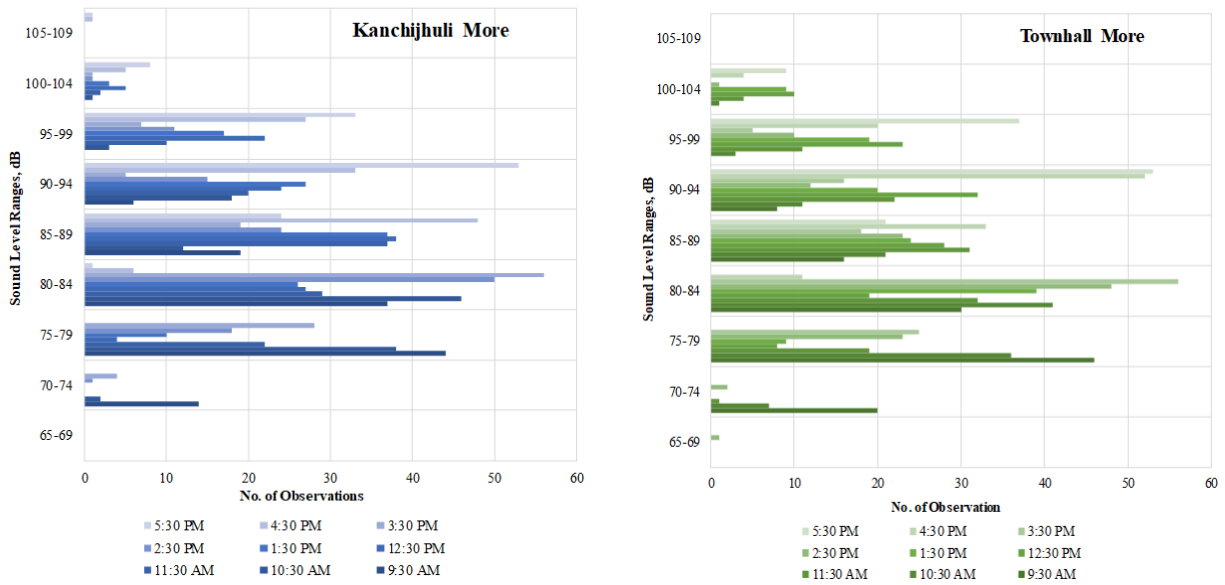 Kanchijhuli More
Sound Level Ranges, dB
105-109
100-104
95-99
90-94
85-89
80-84
75-79
70-74
65-69
0 10 20 30 40 50 60
No. of Observations
5:30 PM 4:30 PM 3:30 PM
2:30 PM 1:30 PM 12:30 PM
11:30 AM 10:30 AM 9:30 AM
Townhall More
Sound Level Ranges, dB
105-109
100-104
95-99
90-94
85-89
80-84
75-79
70-74
65-69
0 10 20 30 40 50 60
No. of Observation
5:30 PM 4:30 PM 3:30 PM
2:30 PM 1:30 PM 12:30 PM
11:30 AM 10:30 AM 9:30 AM